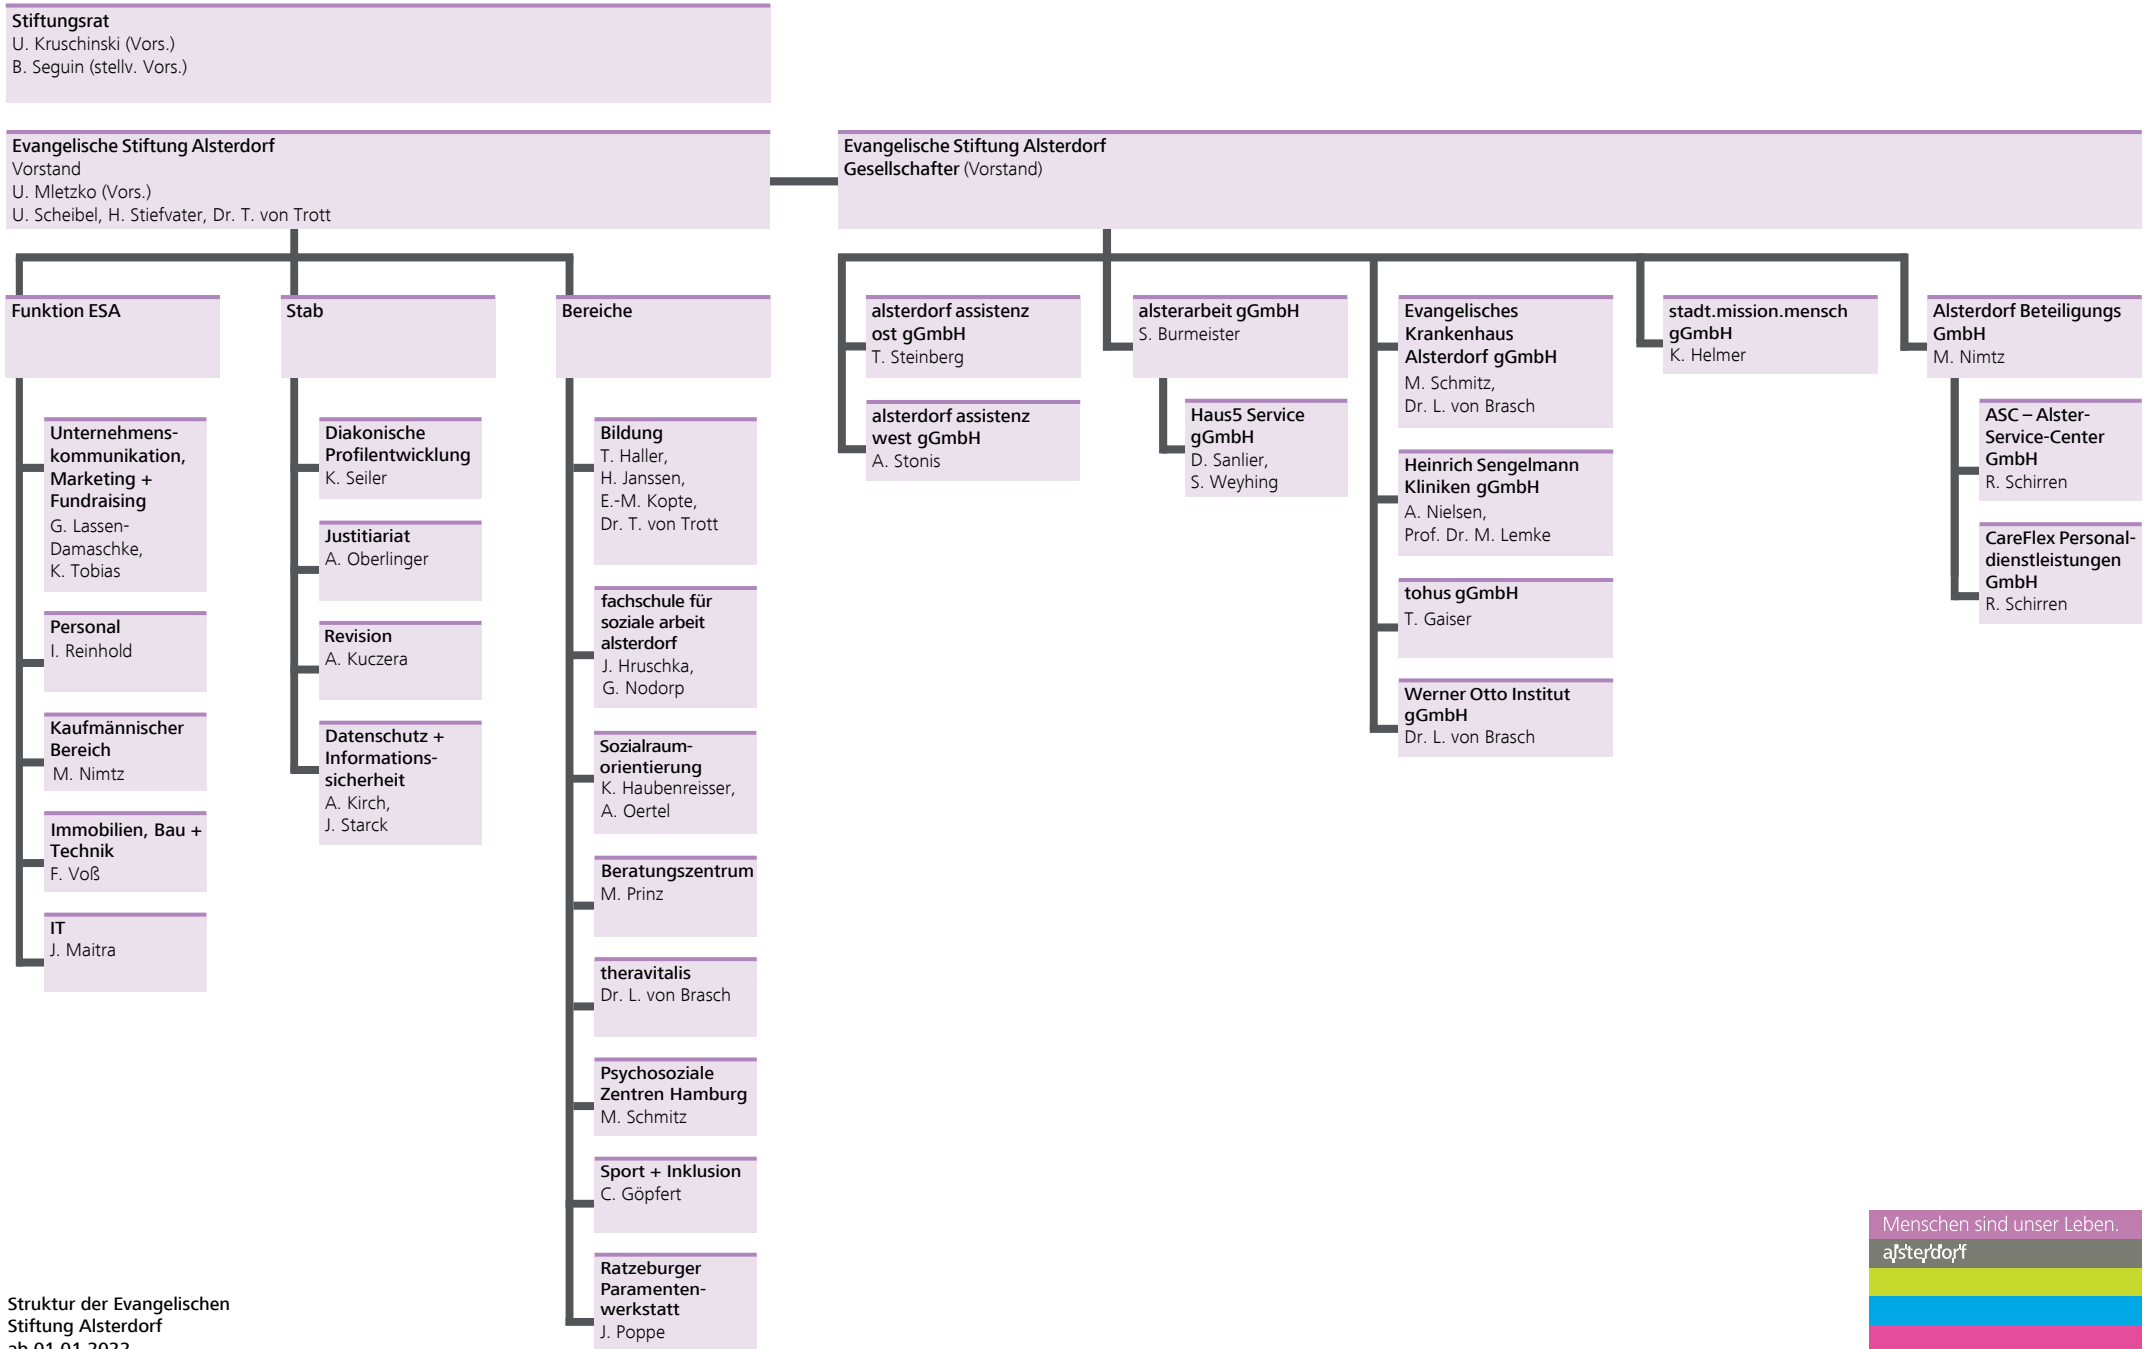 Stiftungsrat
U. Kruschinski (Vors.)
B. Seguin (stellv. Vors.)
Evangelische Stiftung Alsterdorf
Vorstand
U. Mletzko (Vors.)
U. Scheibel, H. Stiefvater, Dr. T. von Trott
Evangelische Stiftung Alsterdorf
Gesellschafter (Vorstand)
Funktion ESA
Unternehmens-
kommunikation,
Marketing +
Fundraising
G. Lassen-
Damaschke,
K. Tobias
Personal
I. Reinhold
Kaufmännischer
Bereich
M. Nimtz
Immobilien, Bau +
Technik
F. Voß
IT
J. Maitra
Stab
Diakonische
Profilentwicklung
K. Seiler
Justitiariat
A. Oberlinger
Revision
A. Kuczera
Datenschutz +
Informations-
sicherheit
A. Kirch,
J. Starck
Bereiche
Bildung
T. Haller,
H. Janssen,
E.-M. Kopte,
Dr. T. von Trott
fachschule für
soziale arbeit
alsterdorf
J. Hruschka,
G. Nodorp
Sozialraum-
orientierung
K. Haubenreisser,
A. Oertel
Beratungszentrum
M. Prinz
theravitalis
Dr. L. von Brasch
Psychosoziale
Zentren Hamburg
M. Schmitz
Sport + Inklusion
C. Göpfert
Ratzeburger
Paramenten-
werkstatt
J. Poppe
alsterdorf assistenz
ost gGmbH
T. Steinberg
alsterdorf assistenz
west gGmbH
A. Stonis
alsterarbeit gGmbH
S. Burmeister
Haus5 Service
gGmbH
D. Sanlier,
S. Weyhing
Evangelisches
Krankenhaus
Alsterdorf gGmbH
M. Schmitz,
Dr. L. von Brasch
Heinrich Sengelmann
Kliniken gGmbH
A. Nielsen,
Prof. Dr. M. Lemke
tohus gGmbH
T. Gaiser
Werner Otto Institut
gGmbH
Dr. L. von Brasch
stadt.mission.mensch
gGmbH
K. Helmer
Alsterdorf Beteiligungs
GmbH
M. Nimtz
ASC – Alster-
Service-Center
GmbH
R. Schirren
CareFlex Personal-
dienstleistungen
GmbH
R. Schirren
Struktur der Evangelischen
Stiftung Alsterdorf
ab 01.01.2022
Menschen sind unser Leben.
alsterdorf